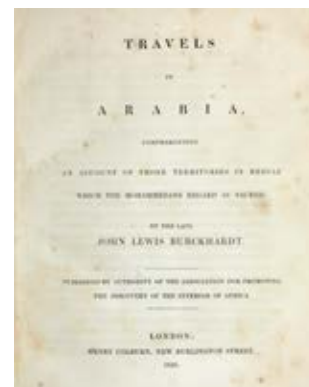 TRAVELS
IN
ARABIA,
COMPREHENDING
AN ACCOUNT OF THOSE TERRITORIES IN HEDJAZ
WHICH THE MOHAMMEDANS REGARD AS SACRED.
BY THE LATE
JOHN LEWIS BURCKHARDT
PUBLISHED BY AUTHORITY OF THE ASSOCIATION FOR PROMOTING
THE DISCOVERY OF THE INTERIOR OF AFRICA
LONDON:
HENRY COLBURN, NEW BURLINGTON STREET.